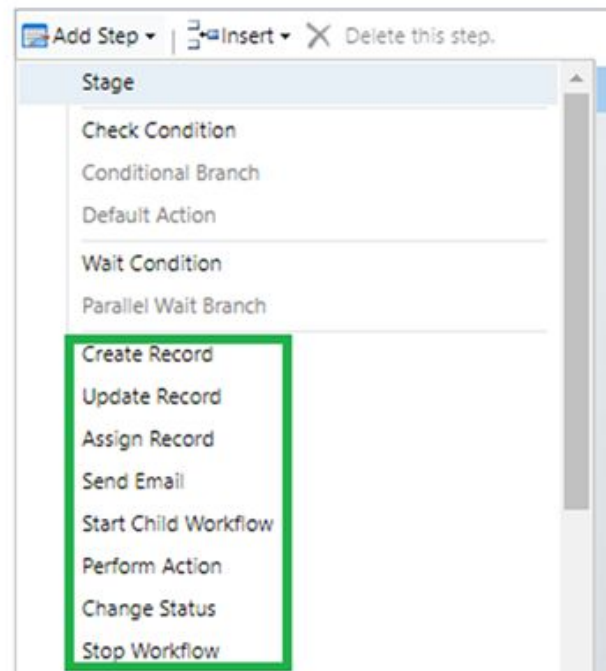 Add Step Insert Delete this step.
Stage
Check Condition
Conditional Branch
Default Action
Wait Condition
Parallel Wait Branch
Create Record
Update Record
Assign Record
Send Email
Start Child Workflow
Perform Action
Change Status
Stop Workflow